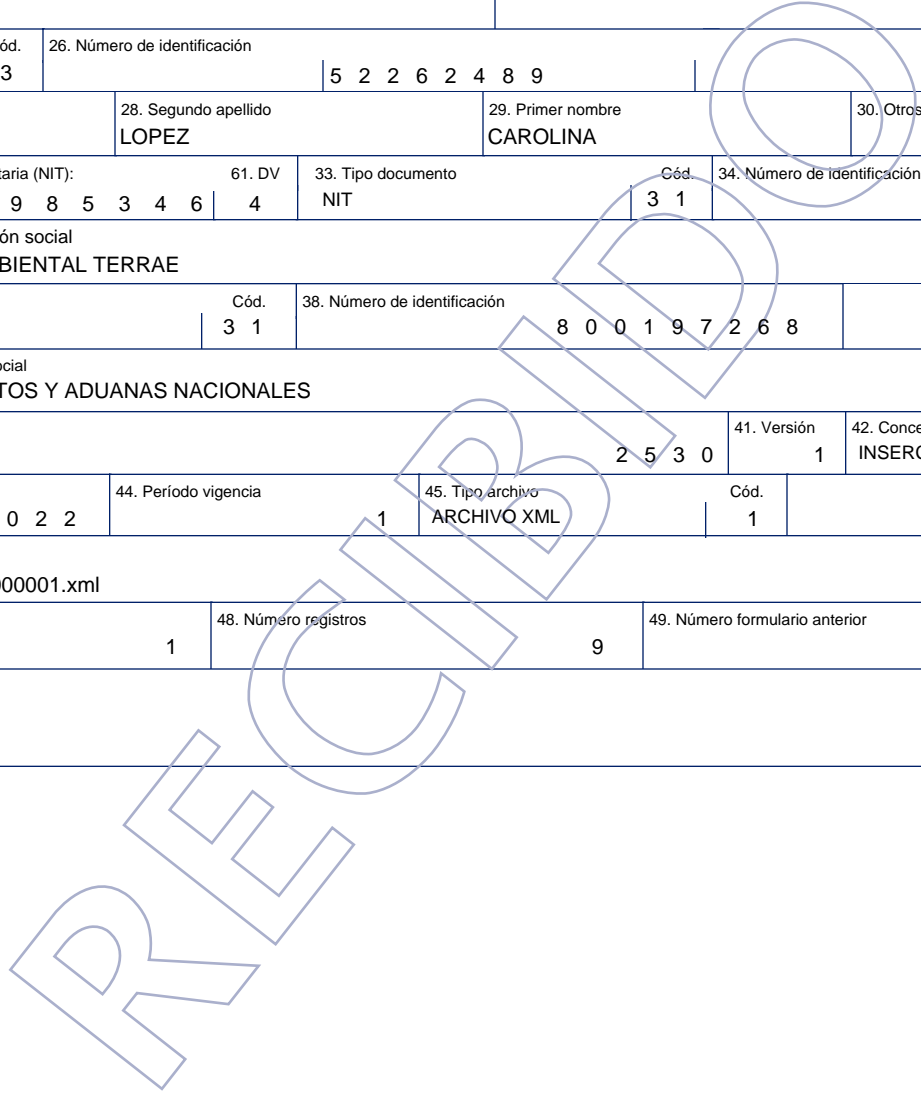 ód. 26. Número de identificación
3 5 2 2 6 2 4 8 9
28. Segundo apellido 29. Primer nombre 30. Otros
LOPEZ CAROLINA
taria (NIT): 61. DV 33. Tipo documento Cód. 34. Número de identificación
9 8 5 3 4 6 4 NIT 3 1
ón social
BIENTAL TERRAE
Cód. 38. Número de identificación
3 1 8 0 0 1 9 7 2 6 8
ocial
TOS Y ADUANAS NACIONALES
41. Versión 42. Conce
2 5 3 0 1 INSERC
44. Período vigencia 45. Tipo archivo Cód.
0 2 2 1 ARCHIVO XML 1
000001.xml
48. Número registros 49. Número formulario anterior
1 9
RECIBIDO